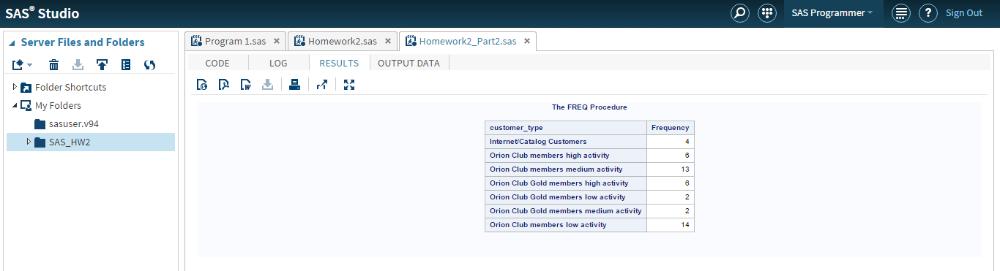 SAS® Studio
SAS Programmer
Sign Out
Server Files and Folders
Folder Shortcuts
My Folders
sasuser.v94
SAS_HW2
Program 1.sas
Homework2.sas
Homework2_Part2.sas
CODE LOG RESULTS OUTPUT DATA
The FREQ Procedure
customer_type Frequency
Internet/Catalog Customers 4
Orion Club members high activity 6
Orion Club members medium activity 13
Orion Club Gold members high activity 6
Orion Club Gold members low activity 2
Orion Club Gold members medium activity 2
Orion Club members low activity 14